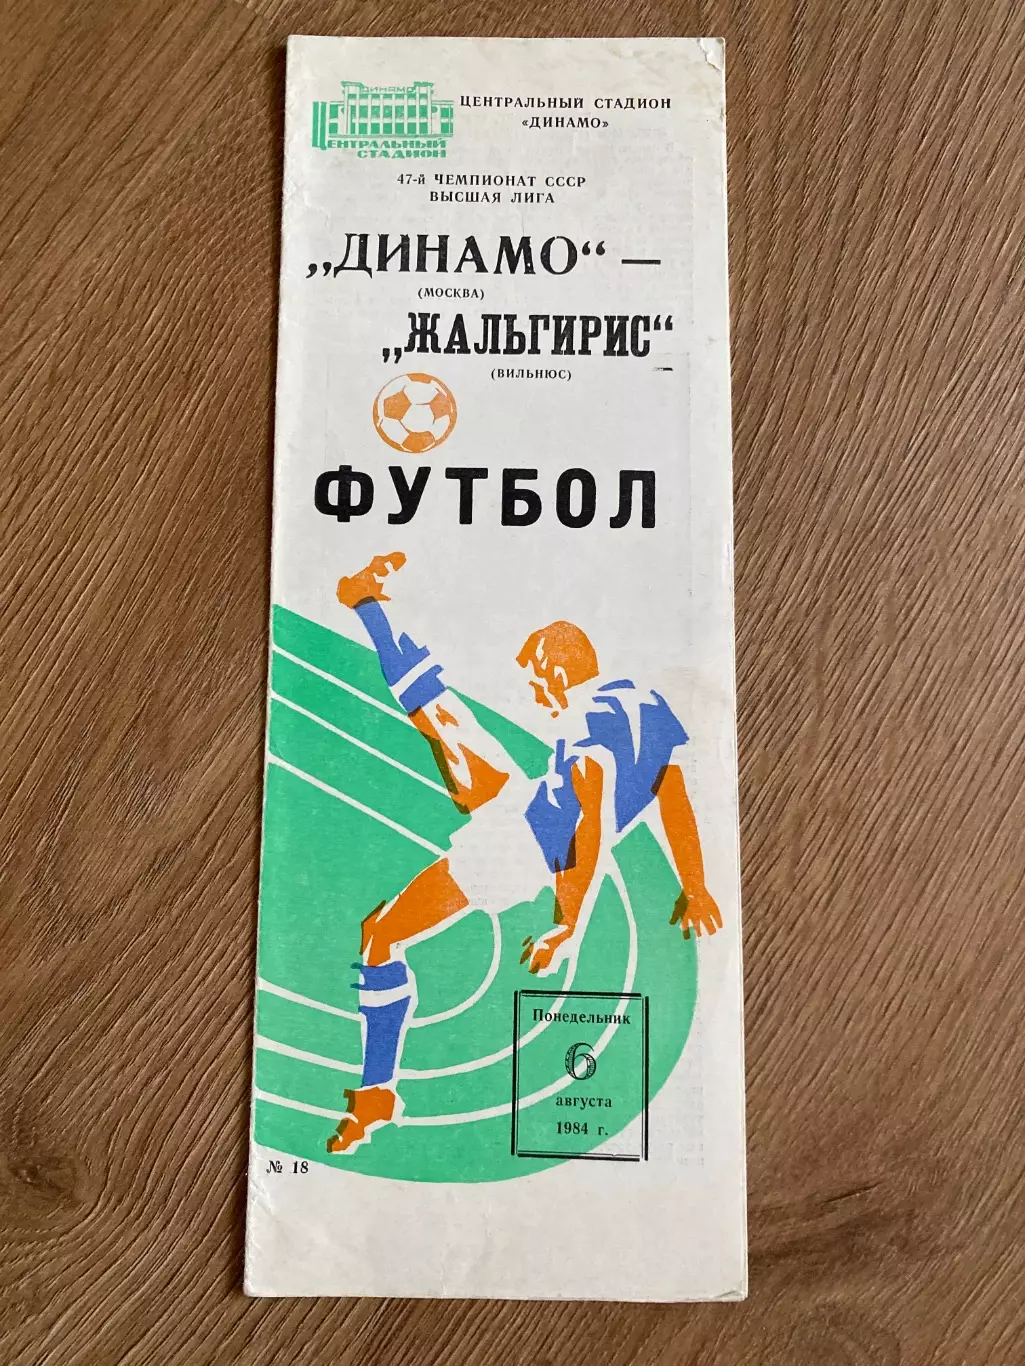 ДИНАМО
ЦЕНТРАЛЬНЫЙ
СТАДИОН
ЦЕНТРАЛЬНЫЙ СТАДИОН
«ДИНАМО»
47-й ЧЕМПИОНАТ СССР
ВЫСШАЯ ЛИГА
„ДИНАМО“ —
(МОСКВА)
„ЖАЛЬГИРИС“
(ВИЛЬНЮС)
ФУТБОЛ
Понедельник
6
августа
1984 г.
№ 18